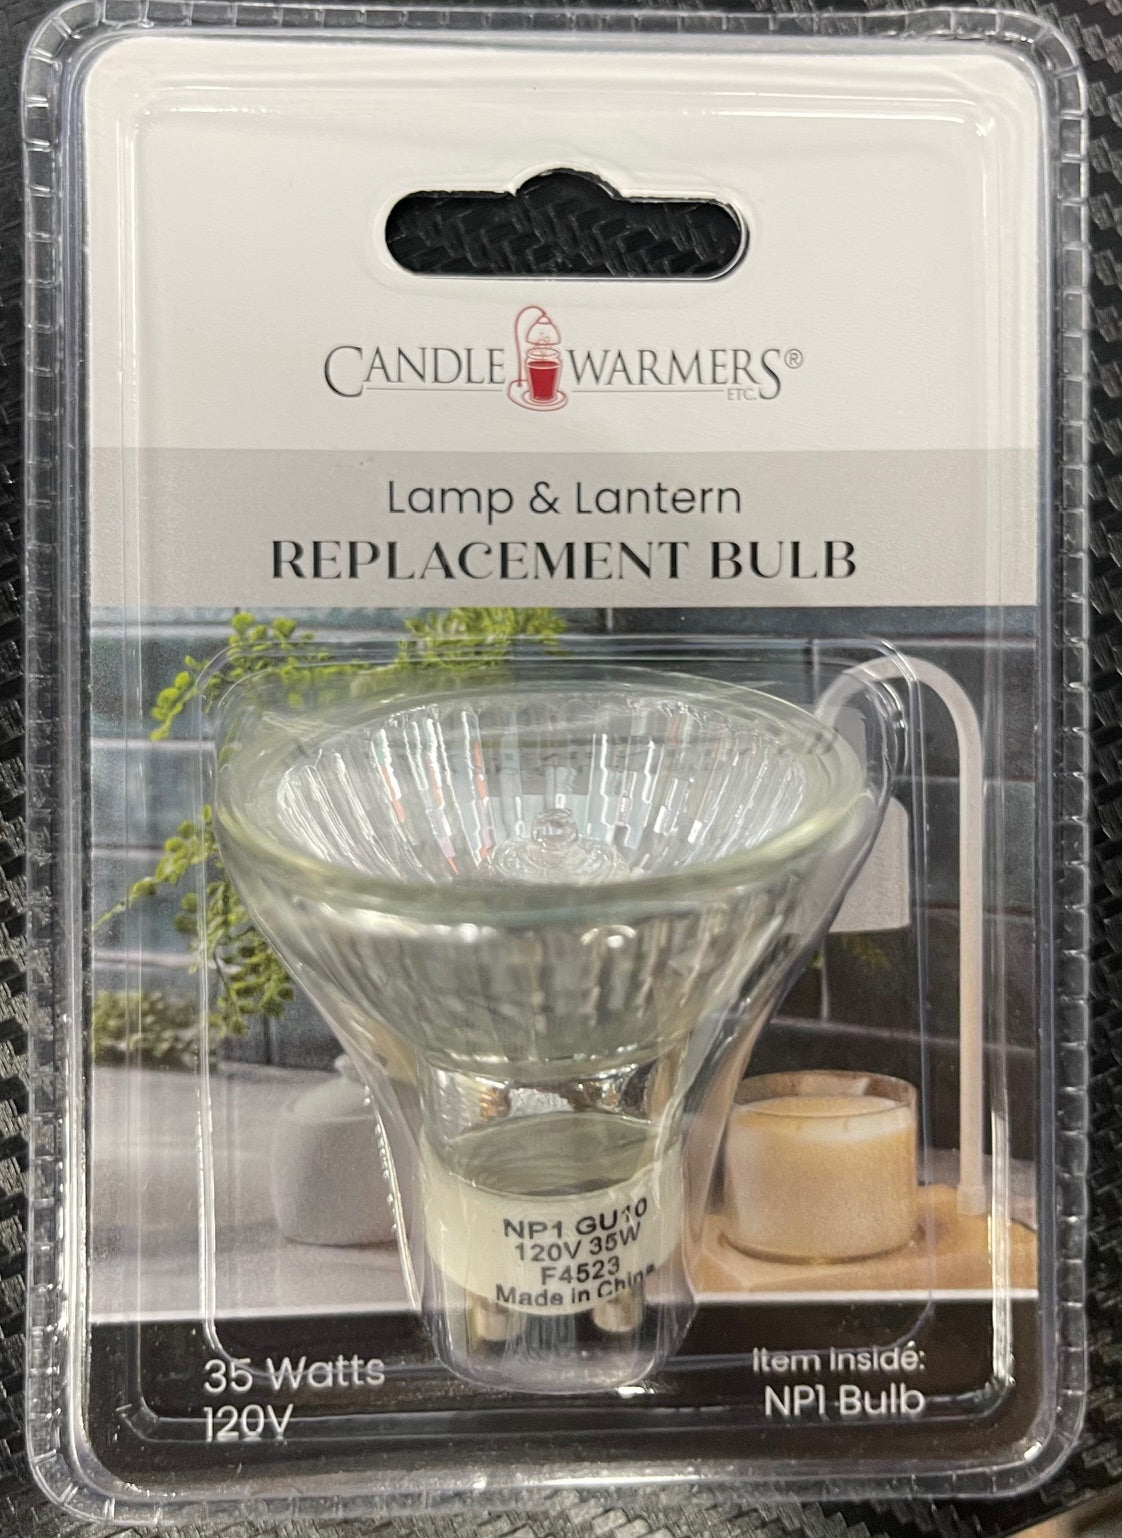 CANDLE WARMERS®
ETC.
Lamp & Lantern
REPLACEMENT BULB
NP1 GU10
120V 35W
F4523
Made in China
35 Watts
120V
Item Inside:
NP1 Bulb